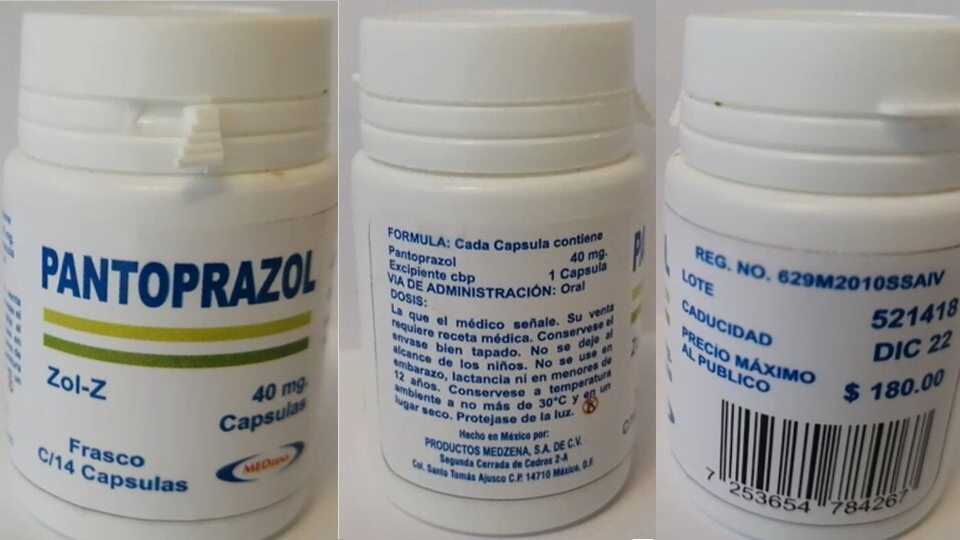 PANTOPRAZOL
Zol-Z
40 mg.
Capsulas
Frasco
C/14 Capsulas
FORMULA: Cada Capsula contiene
Pantoprazol 40 mg.
Excipiente cbp 1 Capsula
VIA DE ADMINISTRACIÓN: Oral
DOSIS:
La que el médico señale. Su venta
requiere receta médica. Conservese el
envase bien tapado. No se deje al
alcance de los niños. No se use en
embarazo, lactancia ni en menores de
12 años. Conservese a temperatura
ambiente a no más de 30°C y en un
lugar seco. Protejase de la luz.
Hecho en México por:
PRODUCTOS MEDZENA, S.A. DE C.V.
Segunda Cerrada de Cedros 2-A
Col. Santo Tomás Ajusco C.P. 14710 México, D.F.
REG. NO. 629M2010SSAIV
LOTE 521418
CADUCIDAD DIC 22
PRECÍO MÁXIMO
AL PUBLICO $ 180.00
7 253654 784267